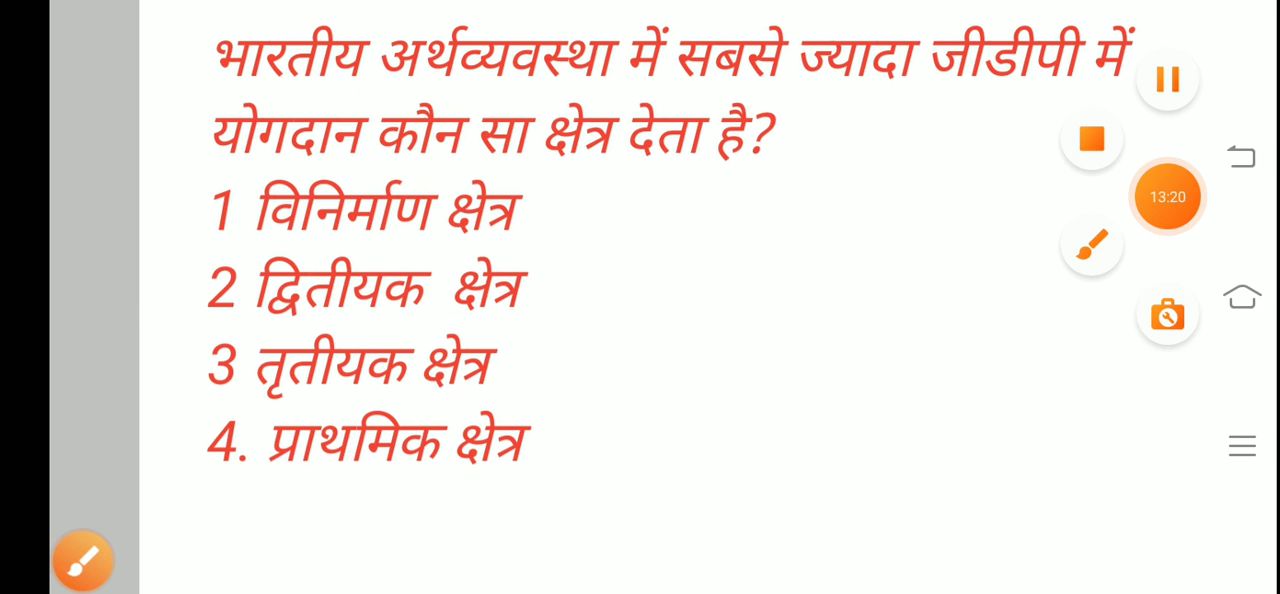 भारतीय अर्थव्यवस्था में सबसे ज्यादा जीडीपी में
योगदान कौन सा क्षेत्र देता है?
1 विनिर्माण क्षेत्र
2 द्वितीयक क्षेत्र
3 तृतीयक क्षेत्र
4. प्राथमिक क्षेत्र
13:20